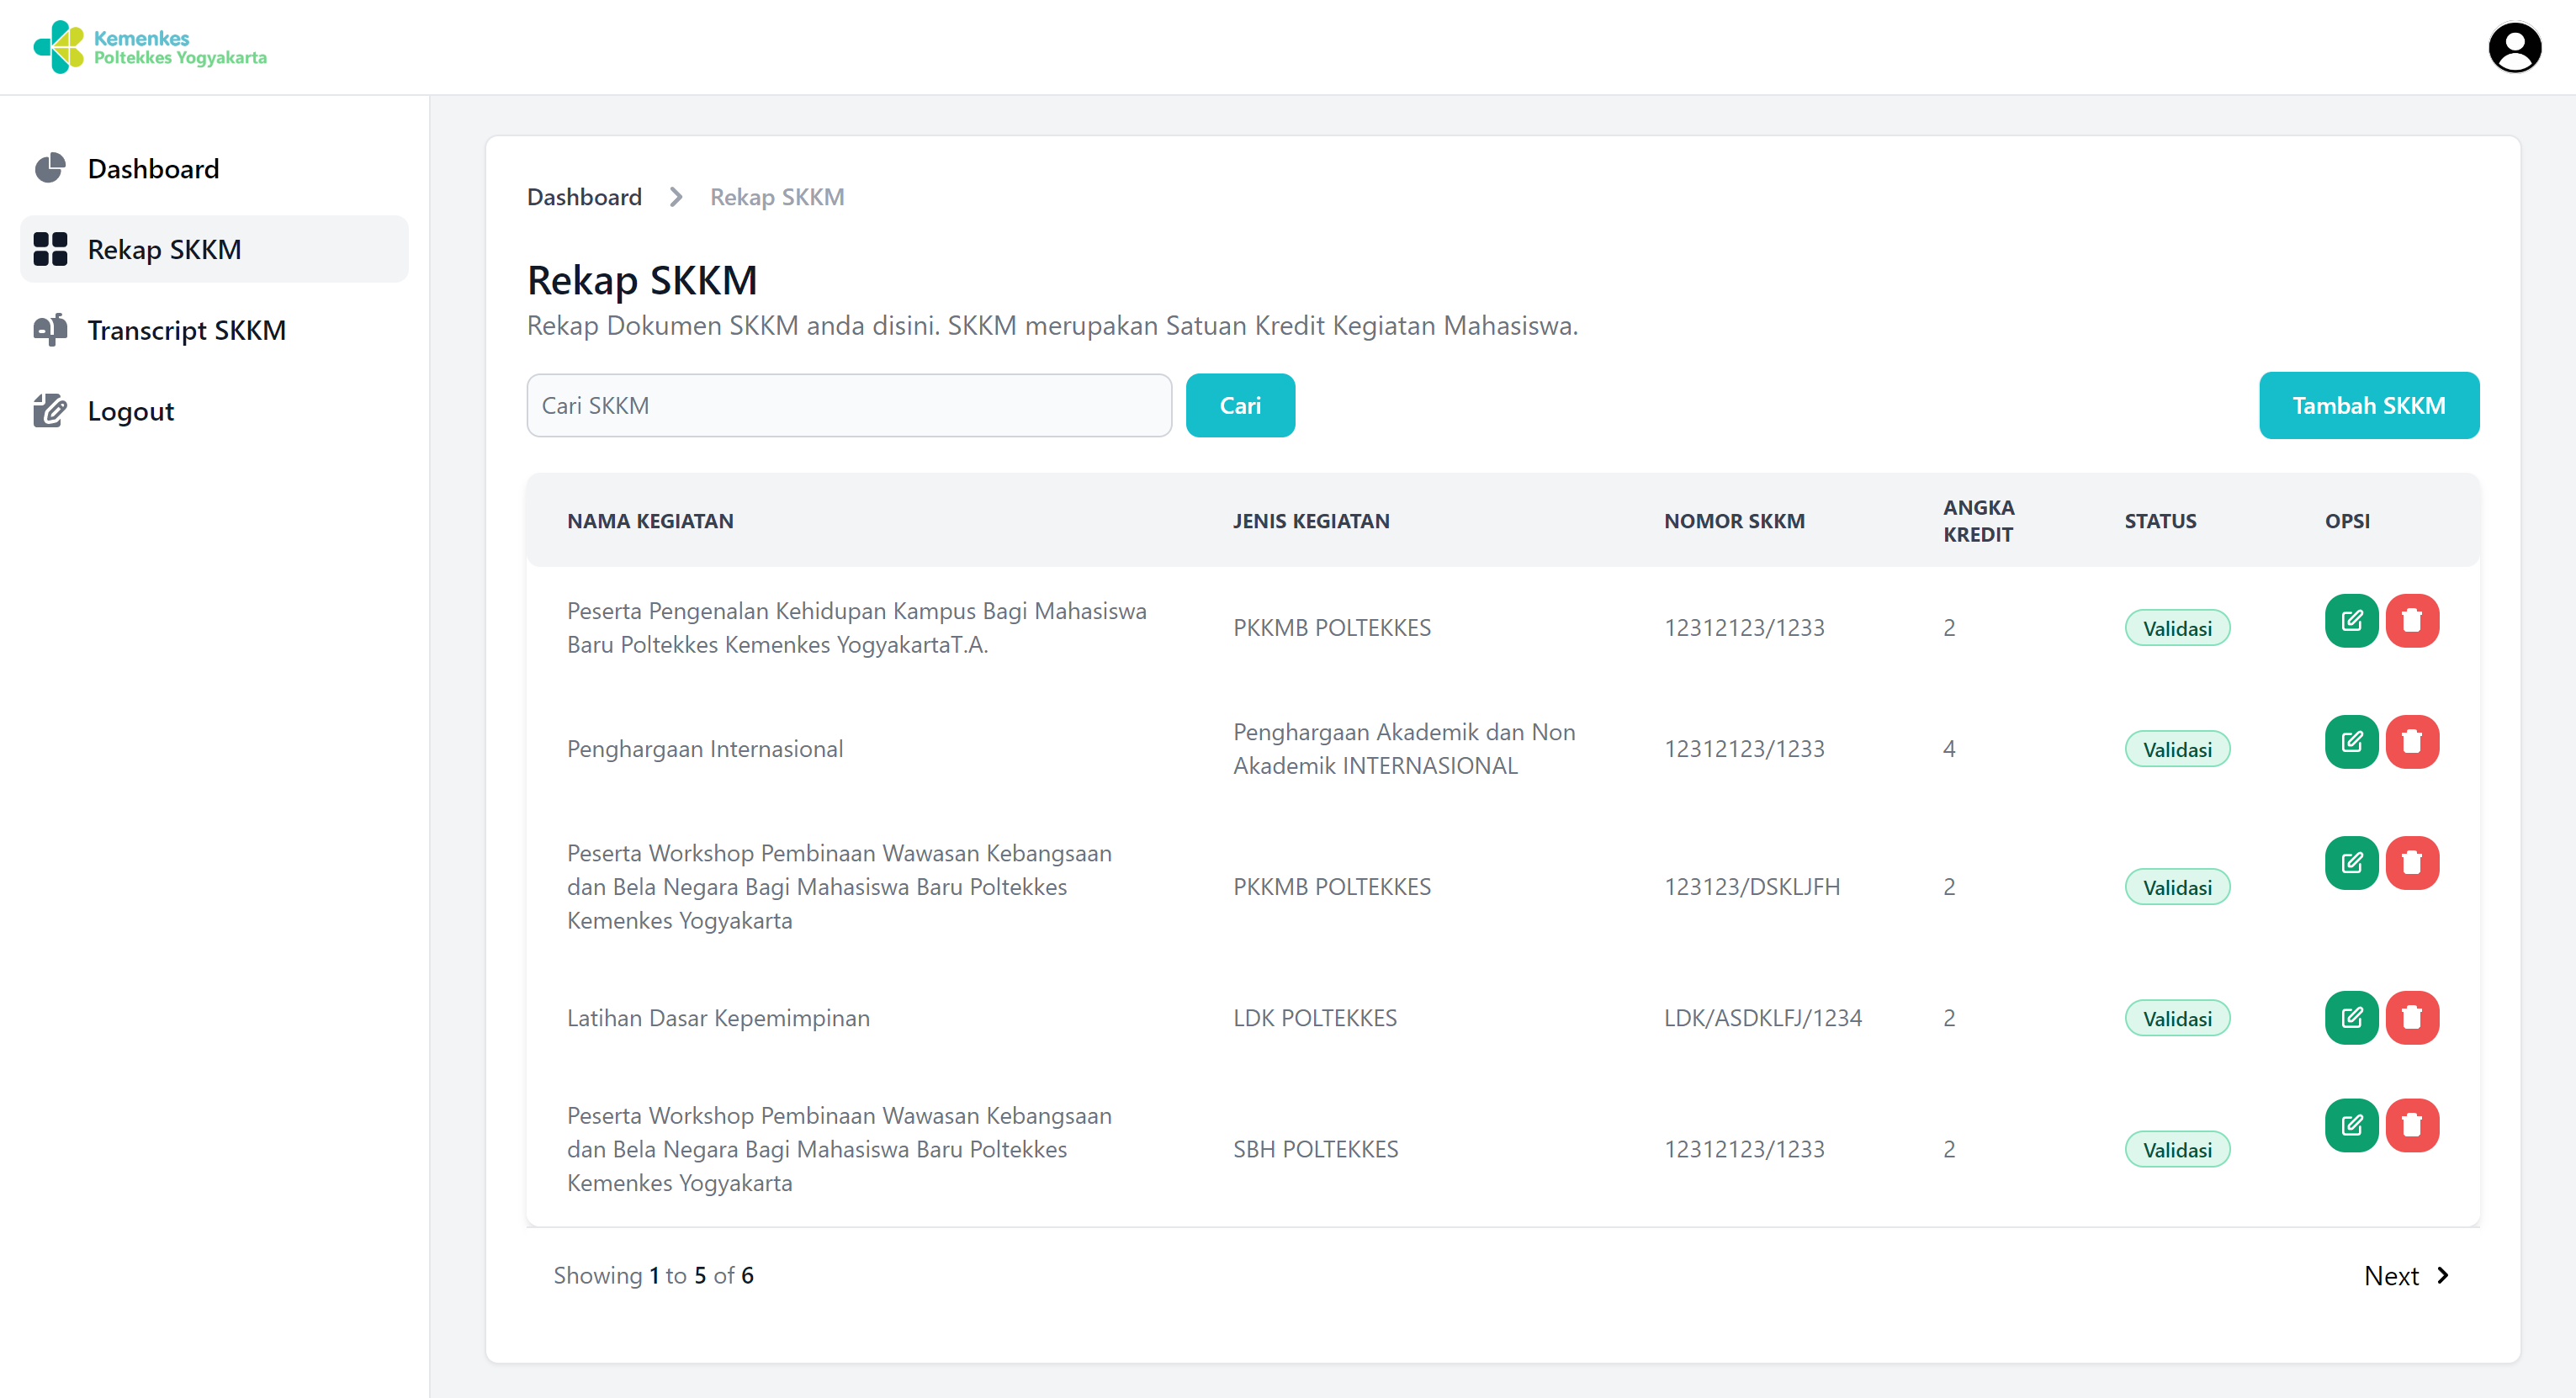 Kemenkes
Poltekkes Yogyakarta
Dashboard
Rekap SKKM
Transcript SKKM
Logout
Dashboard Rekap SKKM
Rekap SKKM
Rekap Dokumen SKKM anda disini. SKKM merupakan Satuan Kredit Kegiatan Mahasiswa.
Cari SKKM Cari Tambah SKKM
NAMA KEGIATAN JENIS KEGIATAN NOMOR SKKM ANGKA KREDIT STATUS OPSI
Peserta Pengenalan Kehidupan Kampus Bagi Mahasiswa
Baru Poltekkes Kemenkes YogyakartaT.A.
PKKMB POLTEKKES 12312123/1233 2 Validasi
Penghargaan Internasional
Penghargaan Akademik dan Non
Akademik INTERNASIONAL
12312123/1233 4 Validasi
Peserta Workshop Pembinaan Wawasan Kebangsaan
dan Bela Negara Bagi Mahasiswa Baru Poltekkes
Kemenkes Yogyakarta
PKKMB POLTEKKES 123123/DSKLJFH 2 Validasi
Latihan Dasar Kepemimpinan LDK POLTEKKES LDK/ASDKLFJ/1234 2 Validasi
Peserta Workshop Pembinaan Wawasan Kebangsaan
dan Bela Negara Bagi Mahasiswa Baru Poltekkes
Kemenkes Yogyakarta
SBH POLTEKKES 12312123/1233 2 Validasi
Showing 1 to 5 of 6 Next